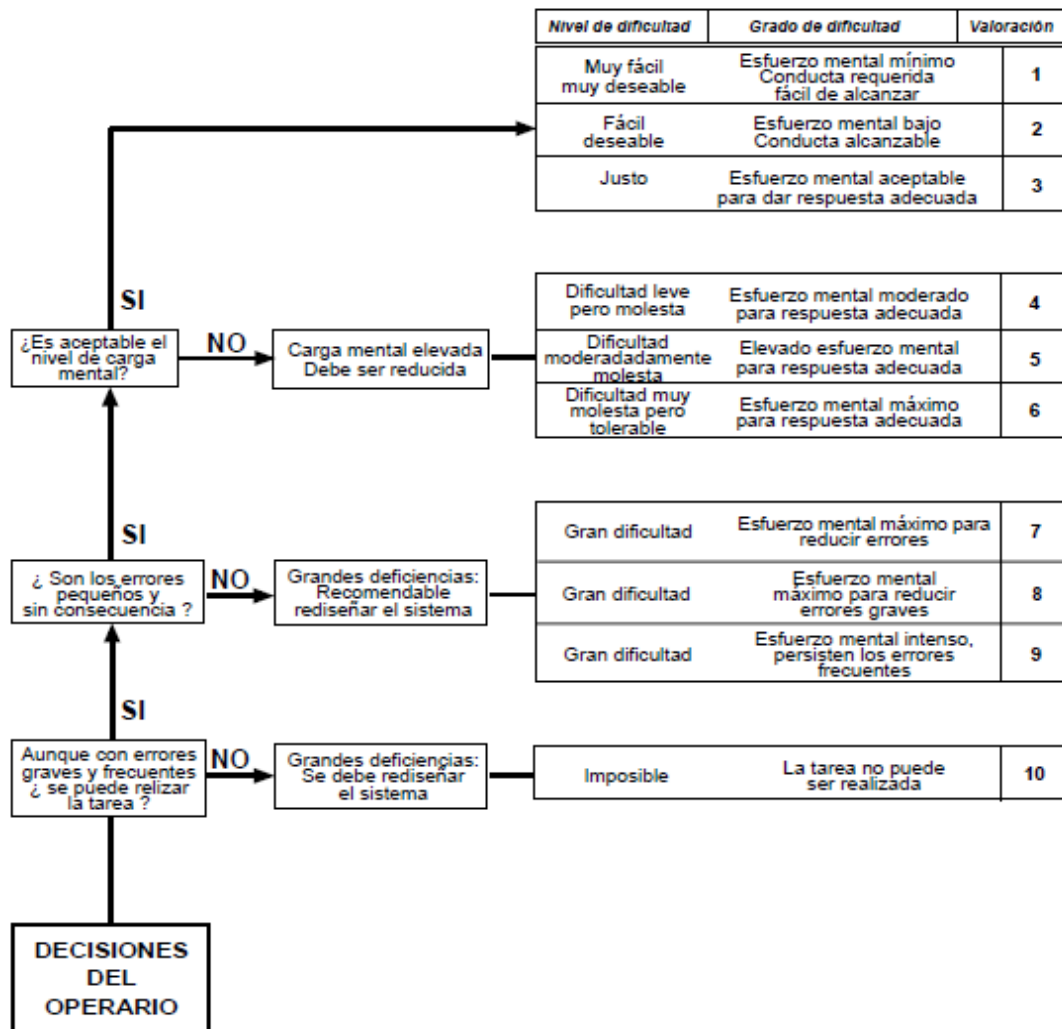 Nivel de dificultad Grado de dificultad Valoración
Muy fácil
muy deseable
Esfuerzo mental mínimo
Conducta requerida
fácil de alcanzar
1
Fácil
deseable
Esfuerzo mental bajo
Conducta alcanzable
2
Justo
Esfuerzo mental aceptable
para dar respuesta adecuada
3
SI
¿Es aceptable el
nivel de carga
mental?
NO
Carga mental elevada
Debe ser reducida
Dificultad leve
pero molesta
Esfuerzo mental moderado
para respuesta adecuada
4
Dificultad
moderadadamente
molesta
Elevado esfuerzo mental
para respuesta adecuada
5
Dificultad muy
molesta pero
tolerable
Esfuerzo mental máximo
para respuesta adecuada
6
SI
¿ Son los errores
pequeños y
sin consecuencia ?
NO
Grandes deficiencias:
Recomendable
rediseñar el sistema
Gran dificultad
Esfuerzo mental máximo para
reducir errores
7
Gran dificultad
Esfuerzo mental
máximo para reducir
errores graves
8
Gran dificultad
Esfuerzo mental intenso,
persisten los errores
frecuentes
9
SI
Aunque con errores
graves y frecuentes
¿ se puede relizar
la tarea ?
NO
Grandes deficiencias:
Se debe rediseñar
el sistema
Imposible
La tarea no puede
ser realizada
10
DECISIONES
DEL
OPERARIO